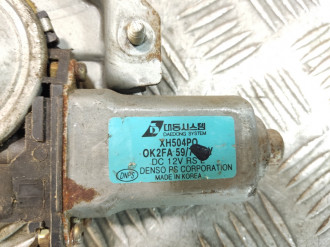 대동시스템
DAEDONG SYSTEM
XH504PO
OK2FA 59/
DC 12V RS
DENSO PS CORPORATION
DNPS MADE IN KOREA